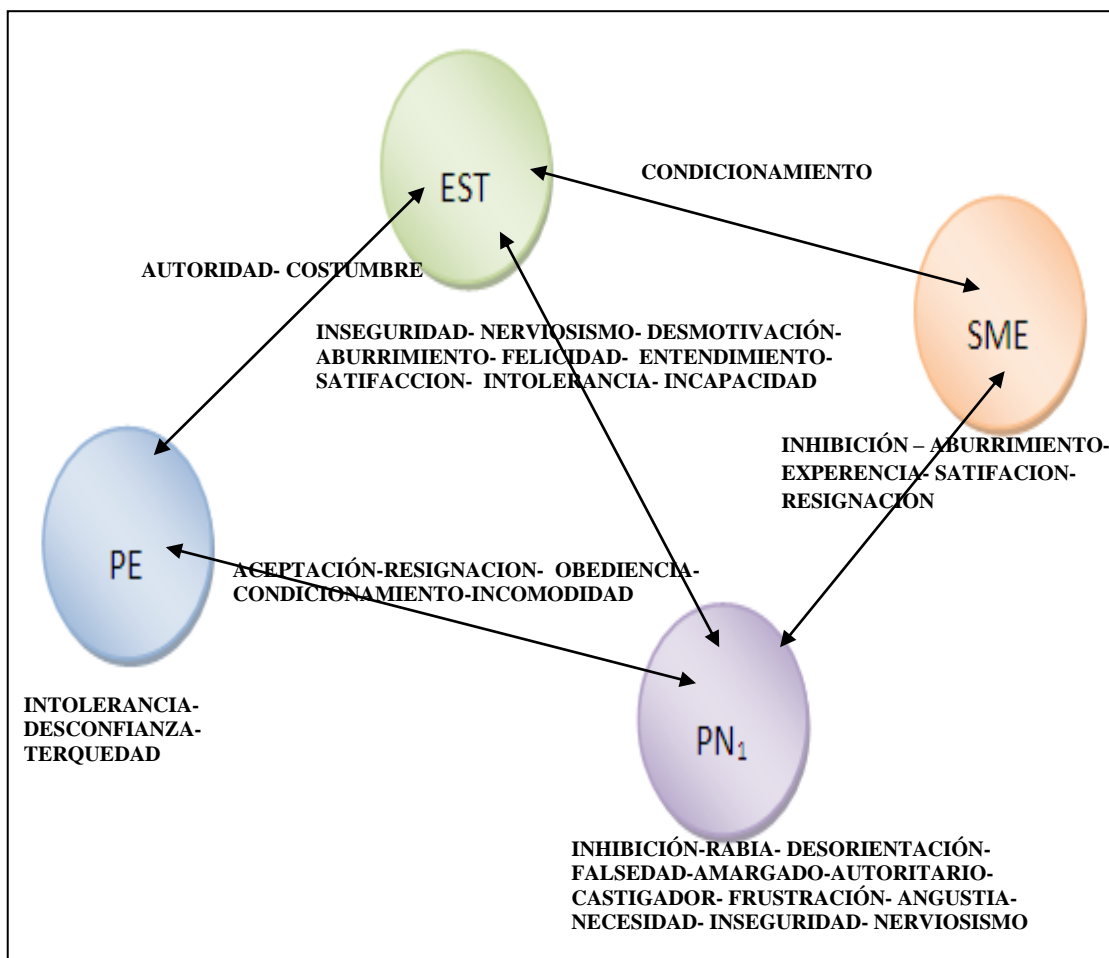 EST
CONDICIONAMIENTO
AUTORIDAD- COSTUMBRE
SME
INSEGURIDAD- NERVIOSISMO- DESMOTIVACIÓN-
ABURRIMIENTO- FELICIDAD- ENTENDIMIENTO-
SATIFACCION- INTOLERANCIA- INCAPACIDAD
INHIBICIÓN – ABURRIMIENTO-
EXPERENCIA- SATIFACION-
RESIGNACION
PE
ACEPTACIÓN-RESIGNACION- OBEDIENCIA-
CONDICIONAMIENTO-INCOMODIDAD
INTOLERANCIA-
DESCONFIANZA-
TERQUEDAD
PN₁
INHIBICIÓN-RABIA- DESORIENTACIÓN-
FALSEDAD-AMARGADO-AUTORITARIO-
CASTIGADOR- FRUSTRACIÓN- ANGUSTIA-
NECESIDAD- INSEGURIDAD- NERVIOSISMO